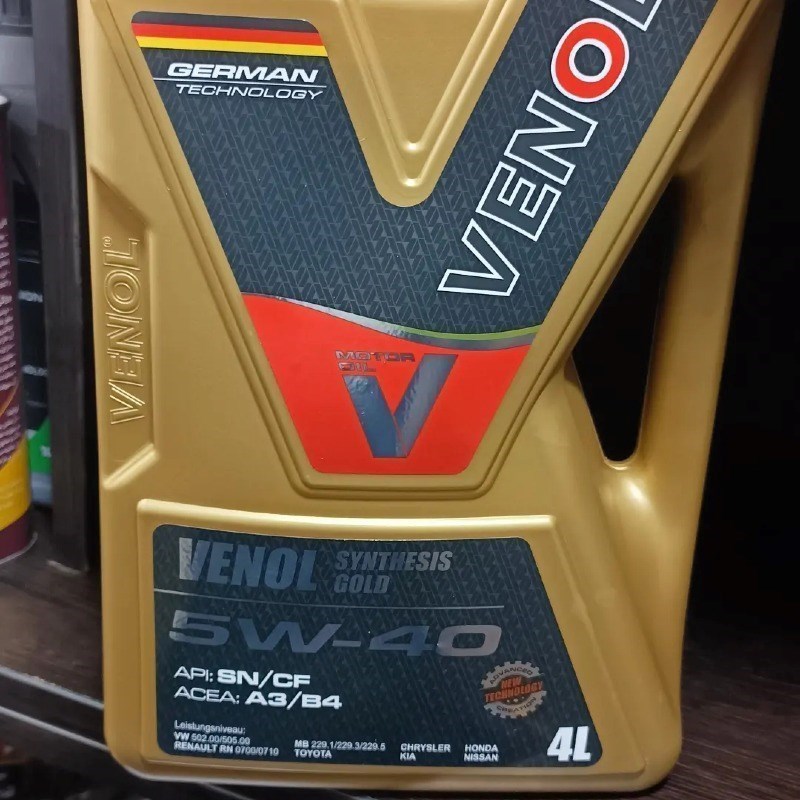 GERMAN
TECHNOLOGY
VENOL
VENOL®
MOTOR
OIL
V
VENOL SYNTHESIS
GOLD
5W-40
API: SN/CF
ACEA: A3/B4
ADVANCED
NEW
TECHNOLOGY
Leistungsniveau:
VW 502.00/505.00 MB 229.1/229.3/229.5 CHRYSLER HONDA
RENAULT RN 0700/0710 TOYOTA KIA NISSAN
4L